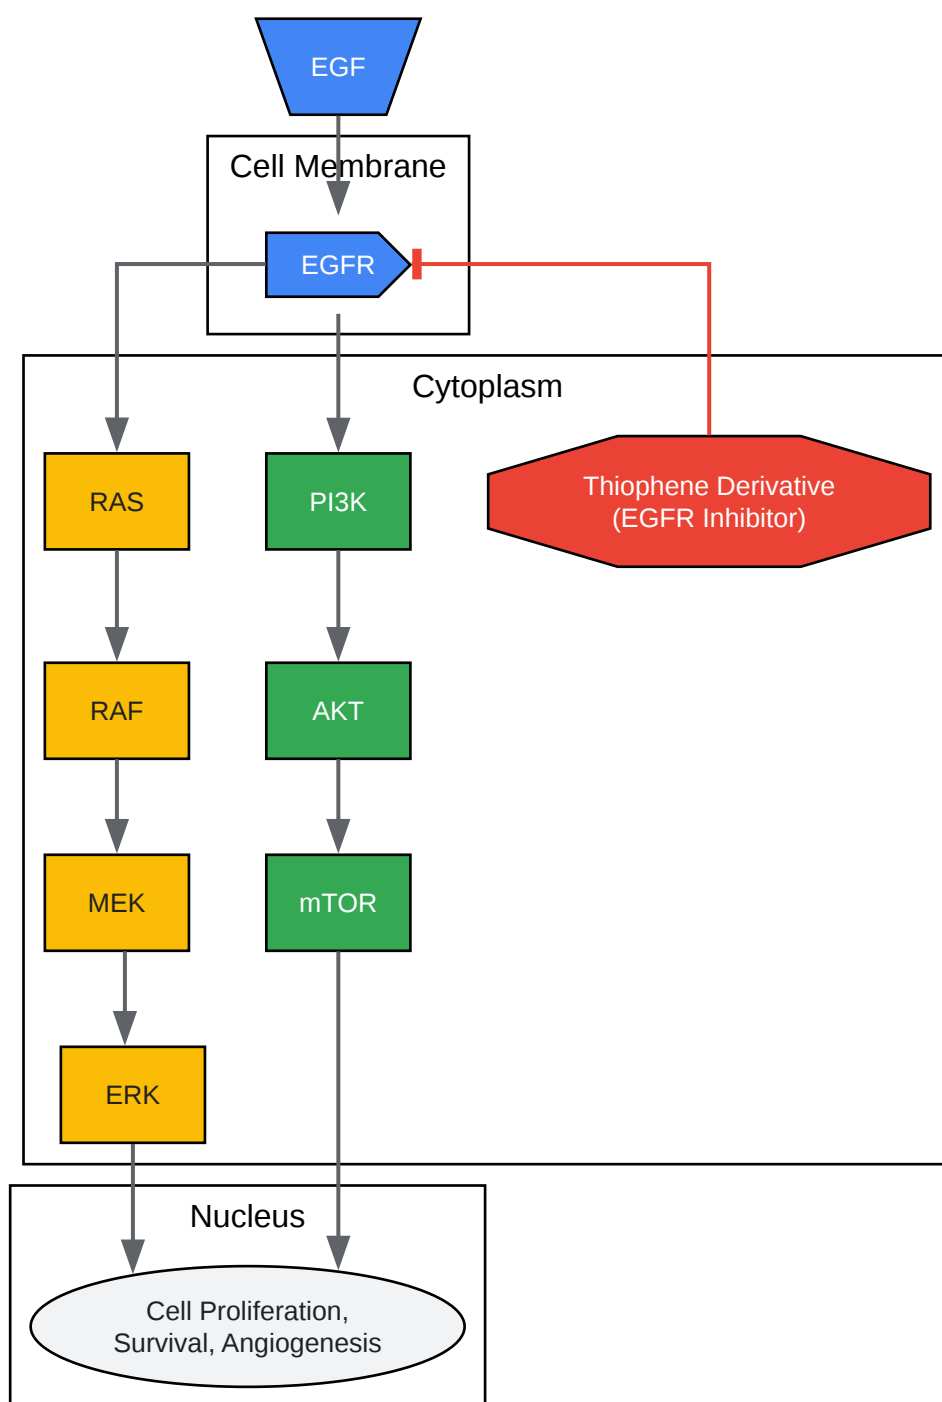 EGF
Cell Membrane
EGFR
Cytoplasm
RAS
PI3K
Thiophene Derivative
(EGFR Inhibitor)
RAF
AKT
MEK
mTOR
ERK
Nucleus
Cell Proliferation,
Survival, Angiogenesis